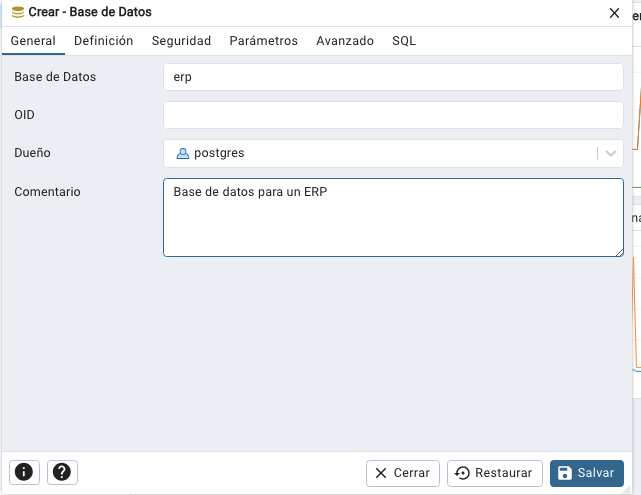 Crear - Base de Datos
General Definición Seguridad Parámetros Avanzado SQL
Base de Datos erp
OID
Dueño postgres
Comentario Base de datos para un ERP
Cerrar Restaurar Salvar